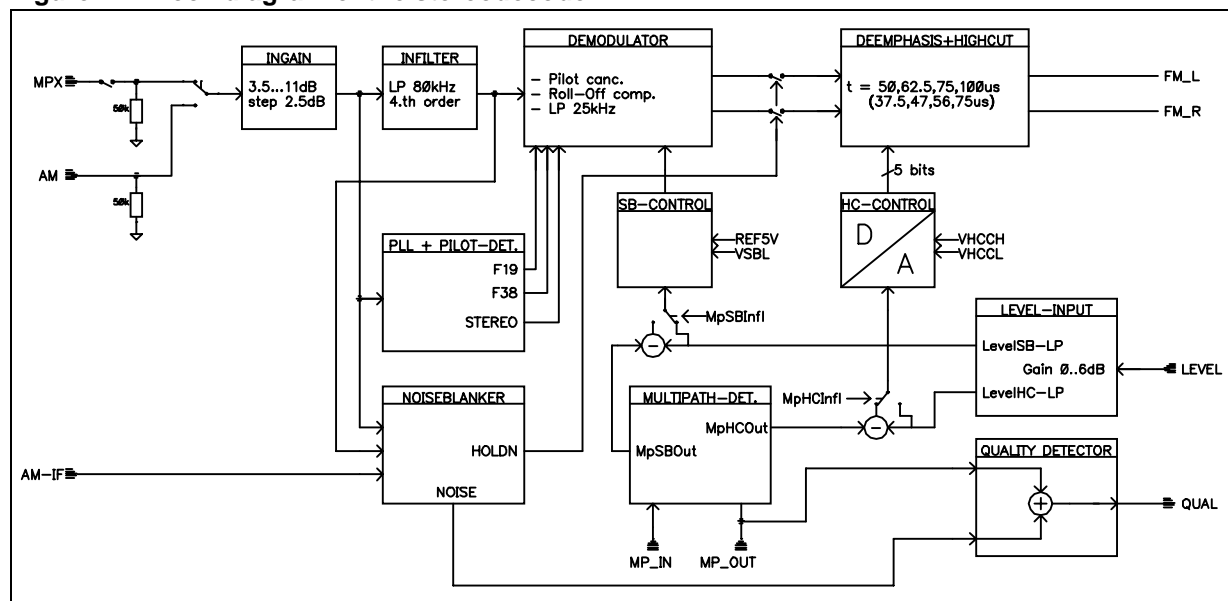 DEMODULATOR
DEEMPHASIS+HIGHCUT
INGAIN
INFILTER
MPX
3.5...11dB
step 2.5dB
LP 80kHz
4.th order
– Pilot canc.
– Roll-Off comp.
– LP 25kHz
t = 50,62.5,75,100us
(37.5,47,56,75us)
FM_L
FM_R
50k
AM
50k
5 bits
SB-CONTROL
HC-CONTROL
D
A
REF5V
VSBL
VHCCH
VHCCL
PLL + PILOT-DET.
F19
F38
STEREO
MpSBInfl
LEVEL-INPUT
LevelSB-LP
Gain 0..6dB
LevelHC-LP
LEVEL
NOISEBLANKER
HOLDN
NOISE
MULTIPATH-DET.
MpHCOut
MpSBOut
MpHCInfl
QUALITY DETECTOR
QUAL
AM-IF
MP_IN
MP_OUT